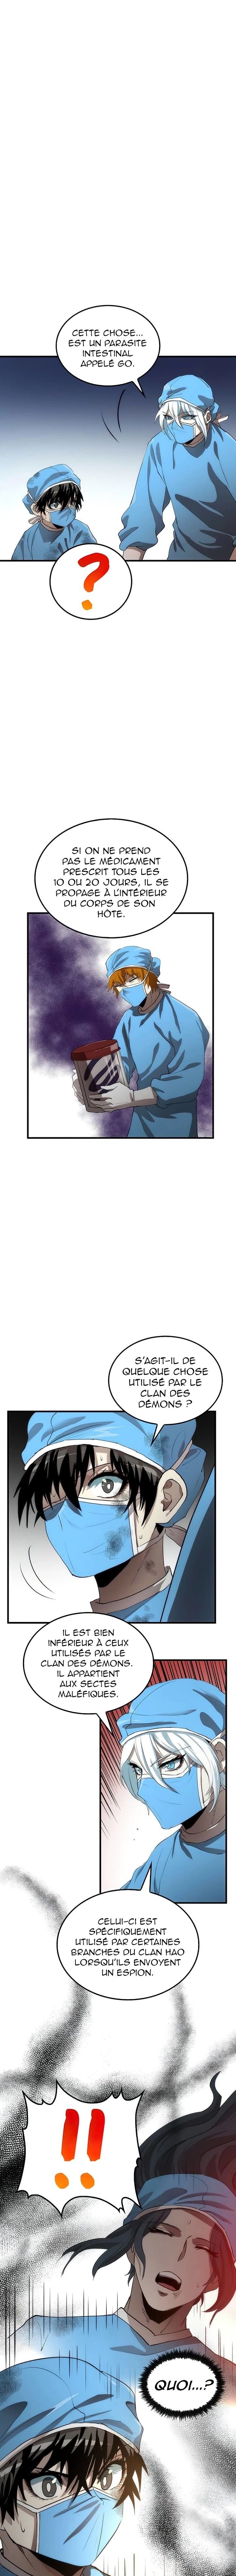 CETTE CHOSE...
EST UN PARASITE
INTESTINAL
APPELÉ GO.
?
SI ON NE PREND
PAS LE MÉDICAMENT
PRESCRIT TOUS LES
10 OU 20 JOURS, IL SE
PROPAGE À L'INTÉRIEUR
DU CORPS DE SON
HÔTE.
S'AGIT-IL DE
QUELQUE CHOSE
UTILISÉ PAR LE
CLAN DES
DÉMONS ?
IL EST BIEN
INFÉRIEUR À CEUX
UTILISÉS PAR LE
CLAN DES DÉMONS.
IL APPARTIENT
AUX SECTES
MALÉFIQUES.
CELUI-CI EST
SPÉCIFIQUEMENT
UTILISÉ PAR CERTAINES
BRANCHES DU CLAN HAO
LORSQU'ILS ENVOIENT
UN ESPION.
!!
QUOI...?